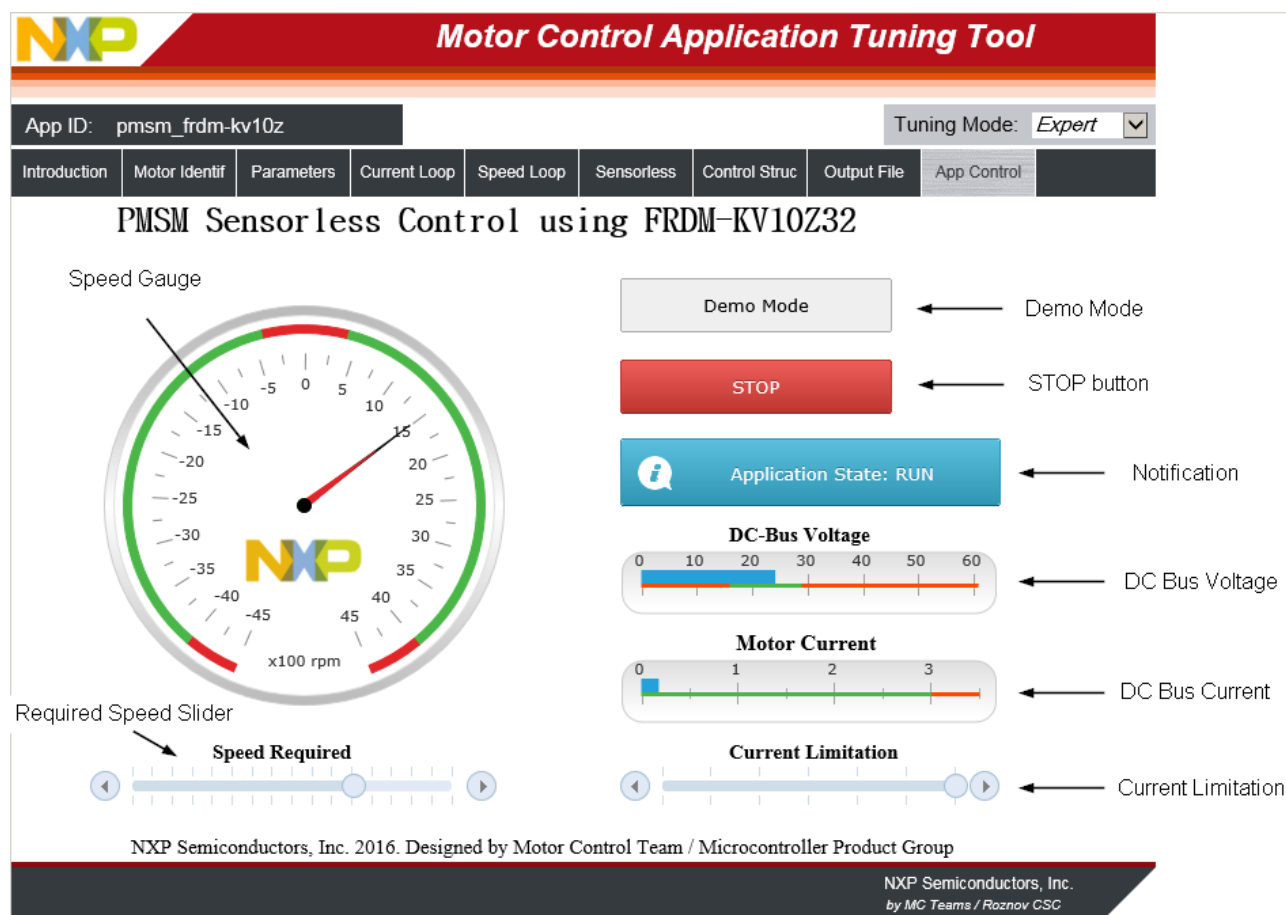 NXP
Motor Control Application Tuning Tool
App ID: pmsm_frdm-kv10z
Tuning Mode: Expert
Introduction Motor Identif Parameters Current Loop Speed Loop Sensorless Control Struc Output File App Control
PMSM Sensorless Control using FRDM-KV10Z32
Speed Gauge
-45 -40 -35 -30 -25 -20 -15 -10 -5 0 5 10 15 20 25 30 35 40 45
NXP
x100 rpm
Demo Mode
Demo Mode
STOP
STOP button
Application State: RUN
Notification
DC-Bus Voltage
0 10 20 30 40 50 60
DC Bus Voltage
Motor Current
0 1 2 3
DC Bus Current
Required Speed Slider
Speed Required
Current Limitation
Current Limitation
NXP Semiconductors, Inc. 2016. Designed by Motor Control Team / Microcontroller Product Group
NXP Semiconductors, Inc.
by MC Teams / Roznov CSC